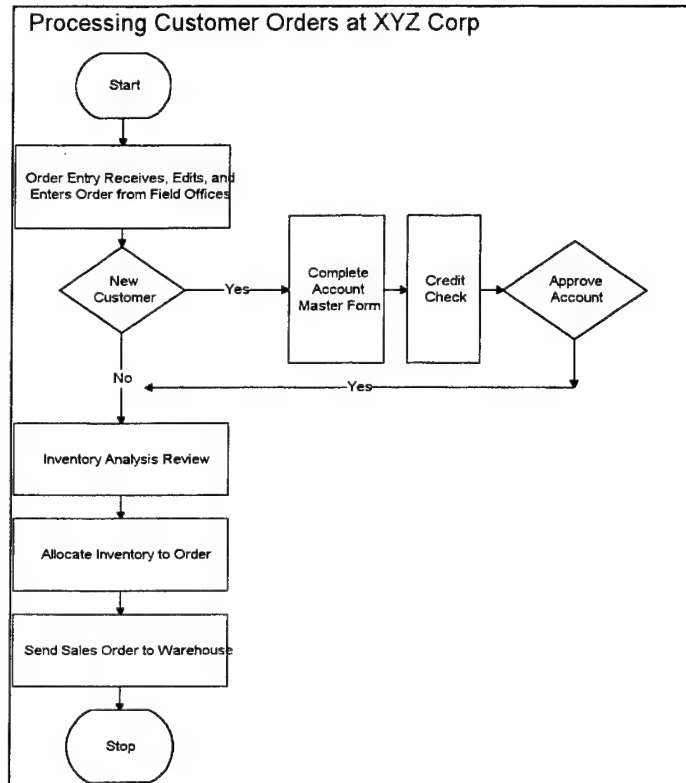 Processing Customer Orders at XYZ Corp
Start
Order Entry Receives, Edits, and
Enters Order from Field Offices
New
Customer
Yes
Complete
Account
Master Form
Credit
Check
Approve
Account
No
Yes
Inventory Analysis Review
Allocate Inventory to Order
Send Sales Order to Warehouse
Stop